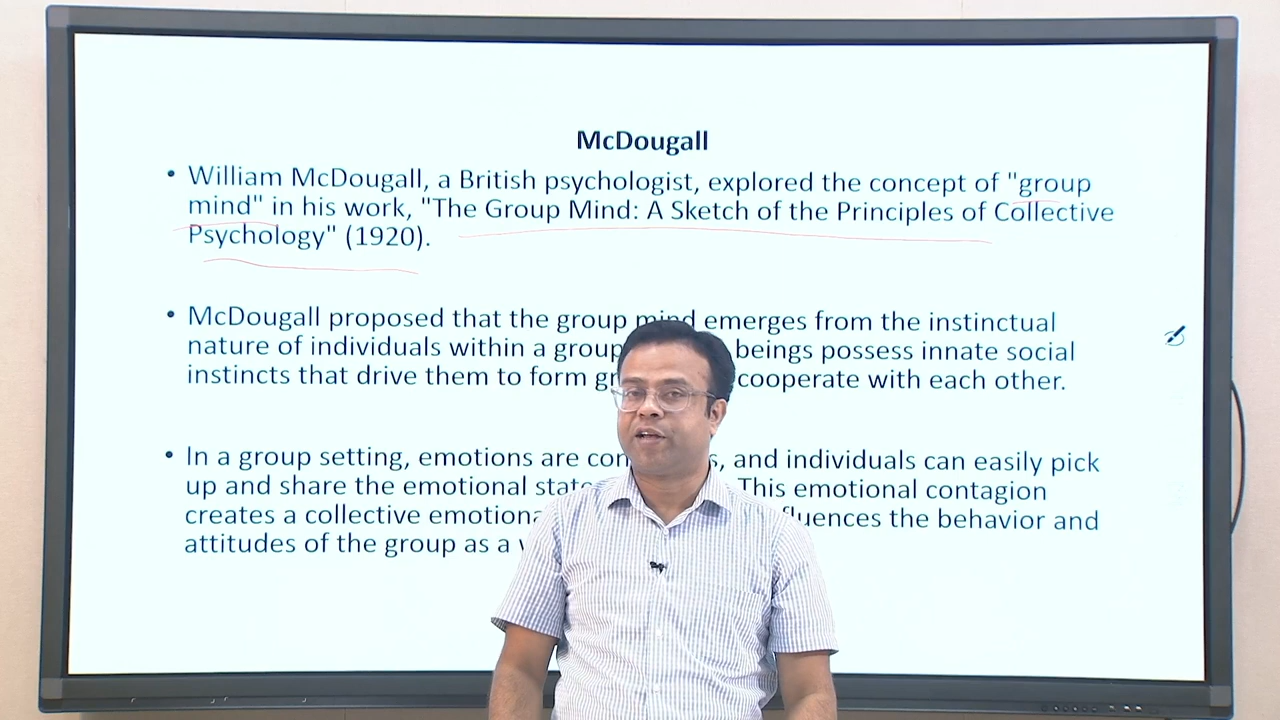 McDougall
• William McDougall, a British psychologist, explored the concept of "group
mind" in his work, "The Group Mind: A Sketch of the Principles of Collective
Psychology" (1920).
• McDougall proposed that the group mind emerges from the instinctual
nature of individuals within a group beings possess innate social
instincts that drive them to form cooperate with each other.
• In a group setting, emotions are and individuals can easily pick
up and share the emotional This emotional contagion
creates a collective the behavior and
attitudes of the group as a